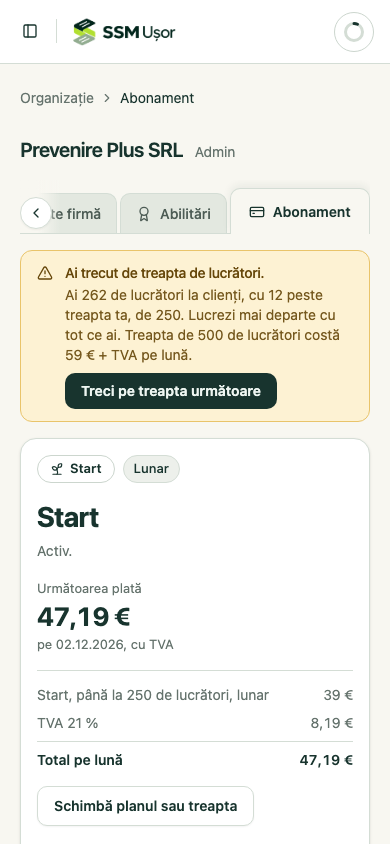 SSM Ușor
Organizație > Abonament
Prevenire Plus SRL Admin
te firmă
Abilități
Abonament
Ai trecut de treapta de lucrători.
Ai 262 de lucrători la clienți, cu 12 peste
treapta ta, de 250. Lucrezi mai departe cu
tot ce ai. Treapta de 500 de lucrători costă
59 € + TVA pe lună.
Treci pe treapta următoare
Start
Lunar
Start
Activ.
Următoarea plată
47,19 €
pe 02.12.2026, cu TVA
Start, până la 250 de lucrători, lunar 39 €
TVA 21 % 8,19 €
Total pe lună 47,19 €
Schimbă planul sau treapta